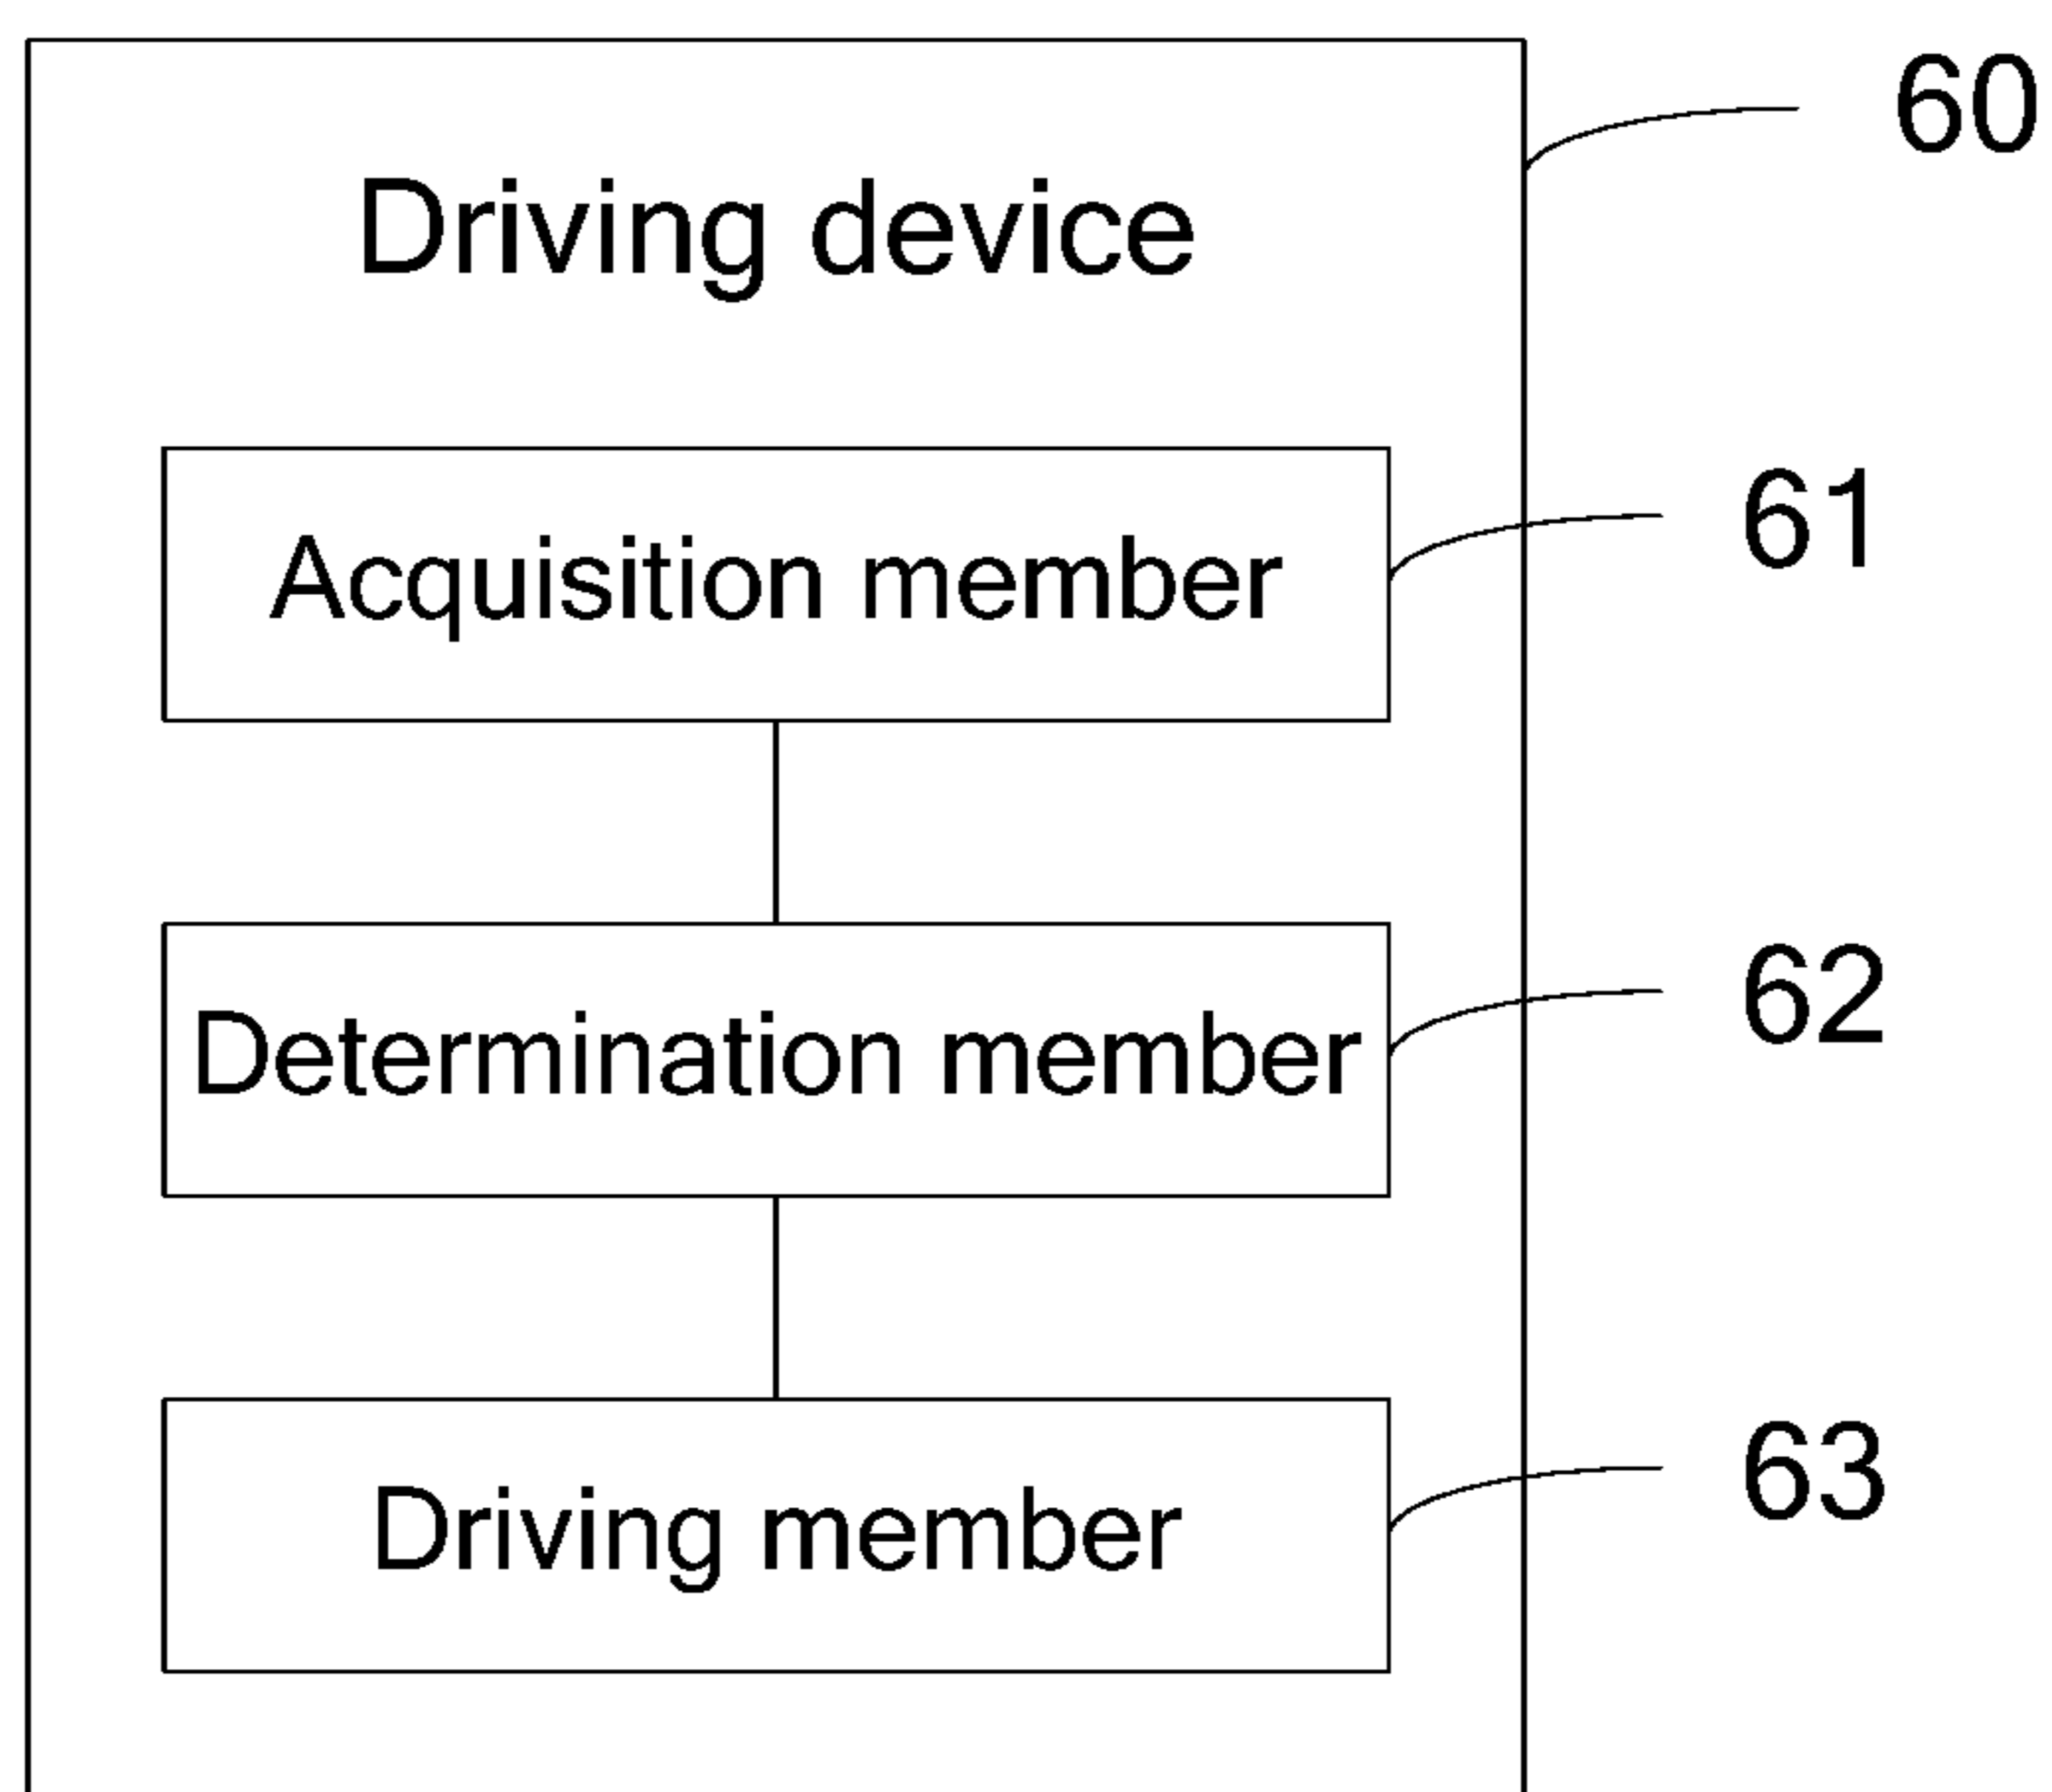 60
Driving device
Acquisition member 61
Determination member 62
Driving member 63